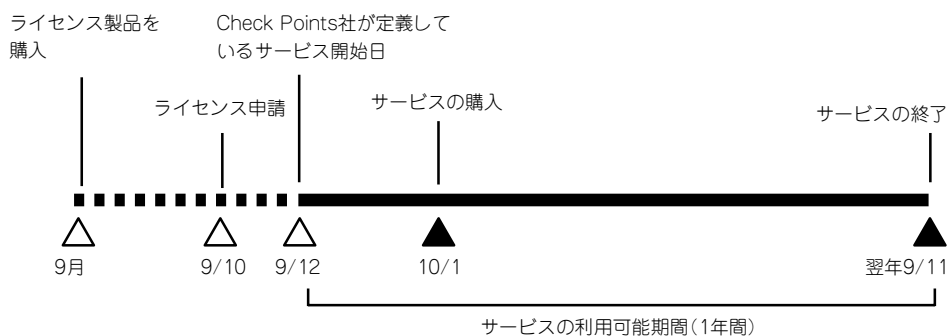 ライセンス製品を
購入
Check Points社が定義して
いるサービス開始日
ライセンス申請
サービスの購入
サービスの終了
9月
9/10
9/12
10/1
翌年9/11
サービスの利用可能期間(1年間)